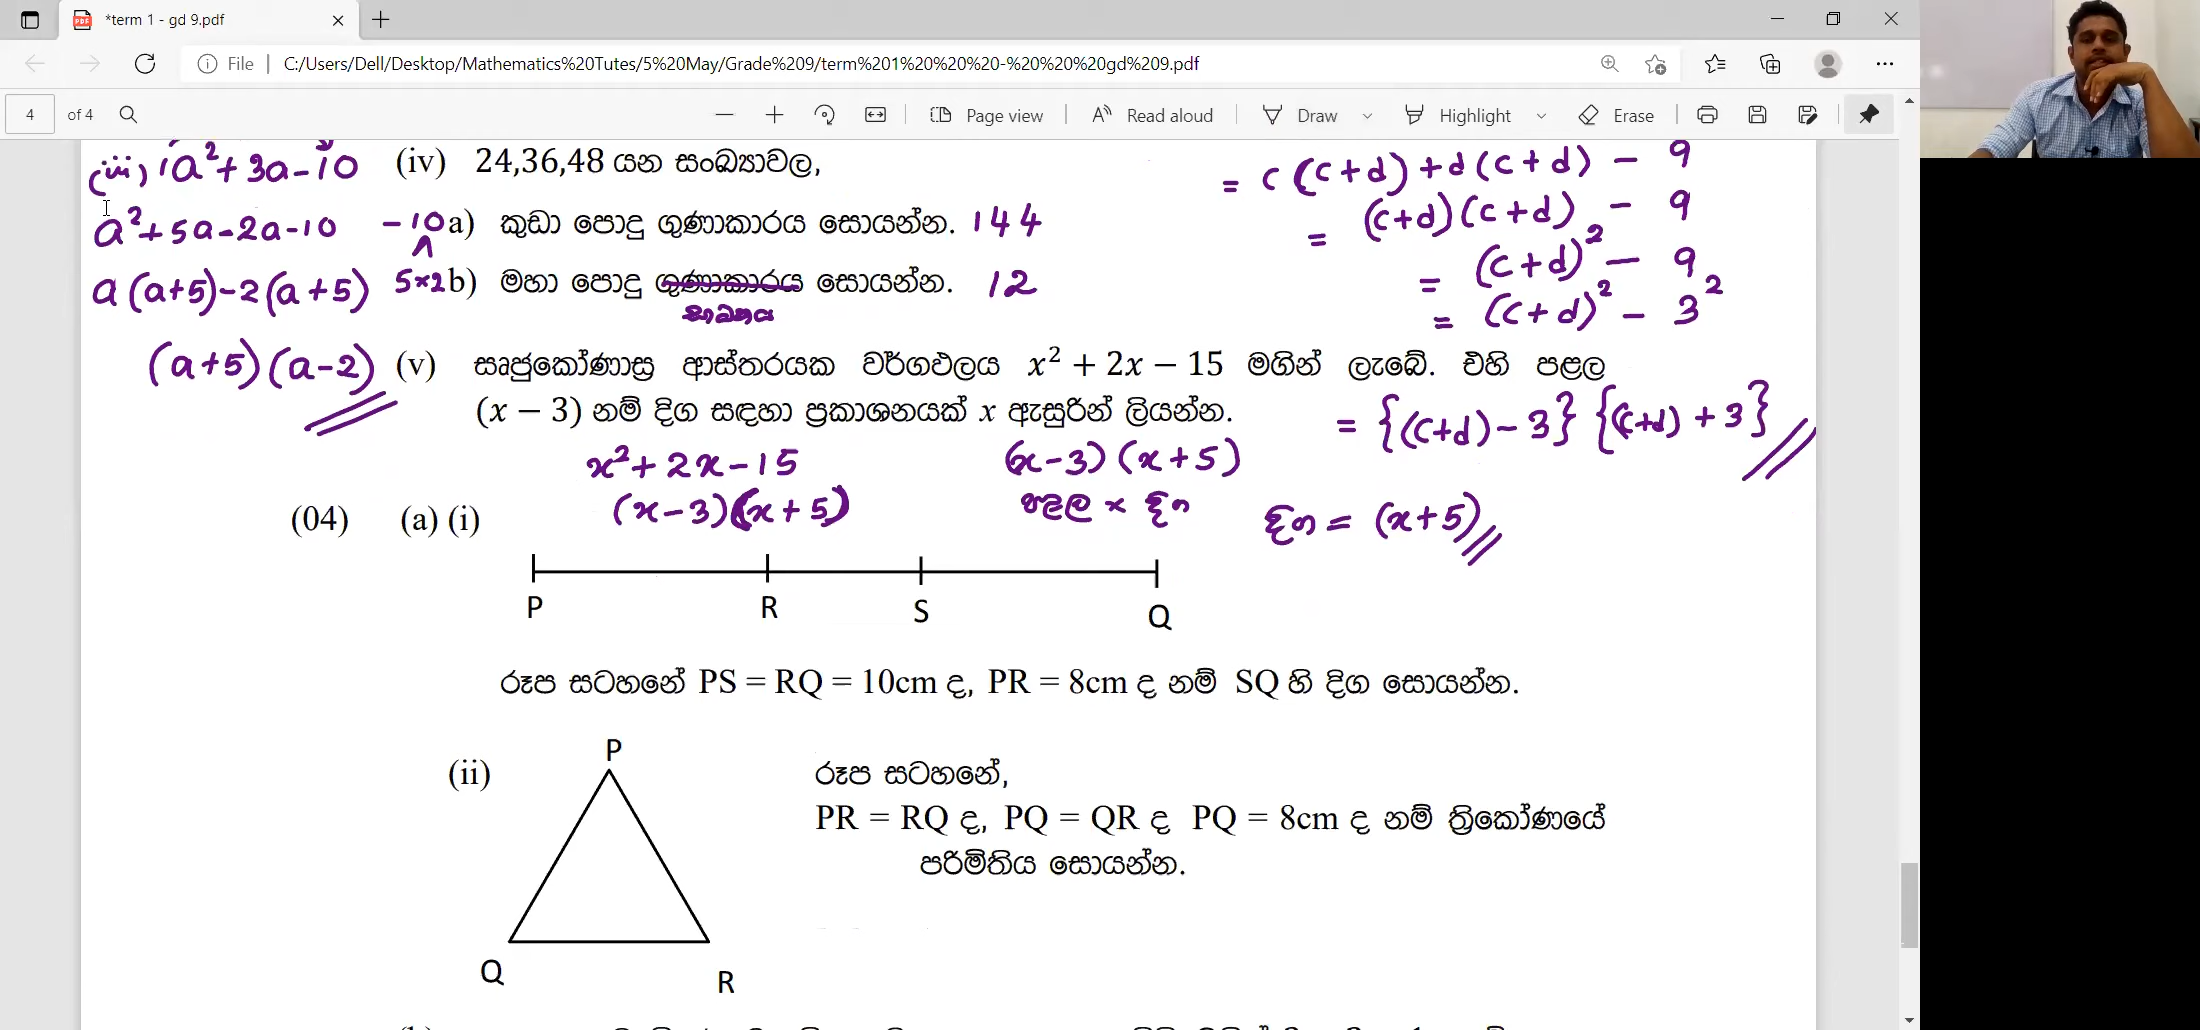 *term 1 - gd 9.pdf
File | C:/Users/Dell/Desktop/Mathematics%20Tutes/5%20May/Grade%209/term%201%20%20%20-%20%20%20gd%209.pdf
4 of 4 Page view Read aloud Draw Highlight Erase
(iii) 1a² + 3a - 10
a² + 5a - 2a - 10 -10
a(a+5) - 2(a+5) 5×2
(a+5)(a-2)
(iv) 24,36,48 යන සංඛ්‍යාවල,
a) කුඩා පොදු ගුණාකාරය සොයන්න. 144
b) මහා පොදු ගුණාකාරය සොයන්න. 12
සාධකය
= c(c+d) + d(c+d) - 9
= (c+d)(c+d) - 9
= (c+d)² - 9
= (c+d)² - 3²
= {(c+d) - 3}{(c+d) + 3}
(v) සෘජුකෝණාස්‍ර ආස්තරයක වර්ගඵලය x² + 2x − 15 මගින් ලැබේ. එහි පළල
(x − 3) නම් දිග සඳහා ප්‍රකාශනයක් x ඇසුරින් ලියන්න.
x² + 2x - 15 (x-3)(x+5)
(x-3)(x+5) පළල × දිග දිග = (x+5)
(04) (a) (i)
P R S Q
රූප සටහනේ PS = RQ = 10cm ද, PR = 8cm ද නම් SQ හි දිග සොයන්න.
(ii) P
Q R
රූප සටහනේ,
PR = RQ ද, PQ = QR ද PQ = 8cm ද නම් ත්‍රිකෝණයේ
පරිමිතිය සොයන්න.